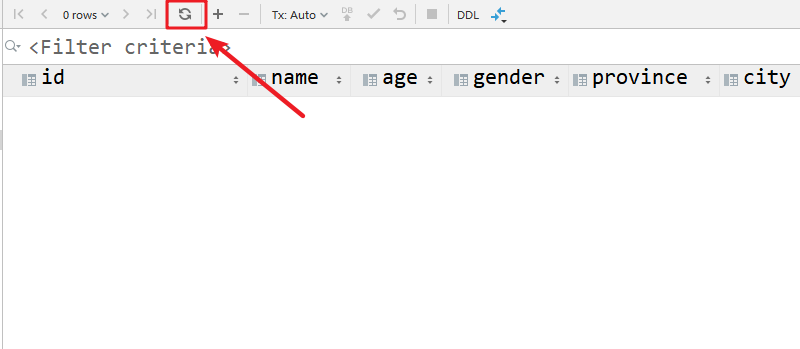 0 rows Tx: Auto DB DDL
<Filter criteria>
id name age gender province city